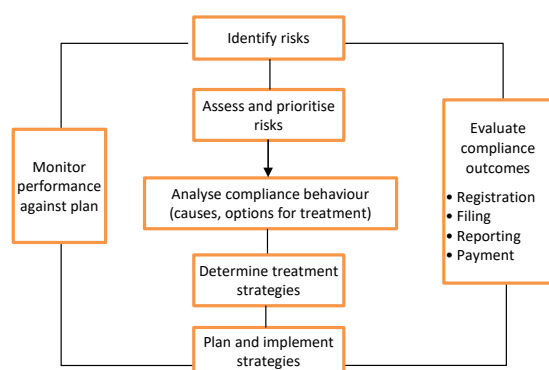 Identify risks
Assess and prioritise
risks
Monitor
performance
against plan
Analyse compliance behaviour
(causes, options for treatment)
Determine treatment
strategies
Plan and implement
strategies
Evaluate
compliance
outcomes
• Registration
• Filing
• Reporting
• Payment